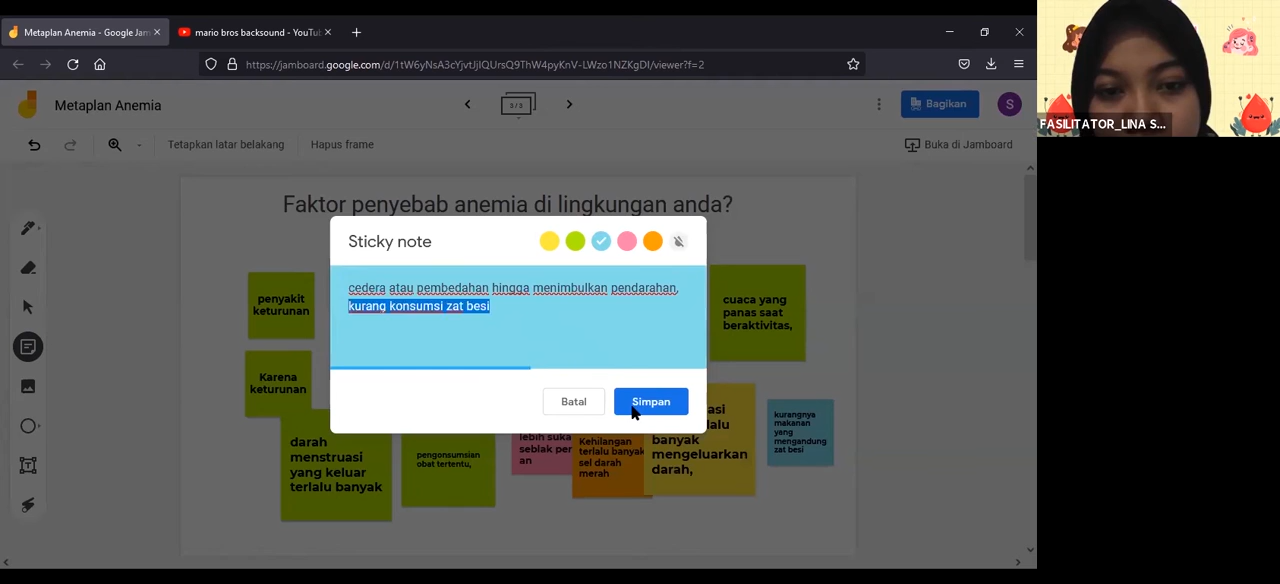 Metaplan Anemia - Google Jam
mario bros backsound - YouTu
https://jamboard.google.com/d/1tW6yNsA3cYjvtJjIQUrsQ9ThW4pyKnV-LWzo1NZKgDI/viewer?f=2
Metaplan Anemia
3/3
Bagikan
S
Tetapkan latar belakang
Hapus frame
Buka di Jamboard
FASILITATOR_LINA S...
Faktor penyebab anemia di lingkungan anda?
Sticky note
cedera atau pembedahan hingga menimbulkan pendarahan,
kurang konsumsi zat besi
Batal
Simpan
penyakit
keturunan
cuaca yang
panas saat
beraktivitas,
Karena
keturunan
darah
menstruasi
yang keluar
terlalu banyak
pengonsumsian
obat tertentu,
lebih suka
seblak per
an
Kehilangan
terlalu banyak
sel darah
merah
banyak
mengeluarkan
darah,
kurangnya
makanan
yang
mengandung
zat besi